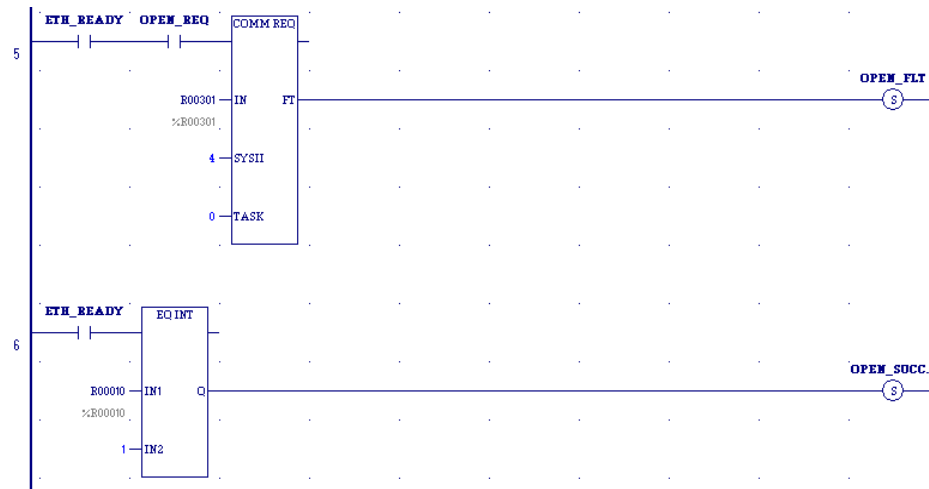 ETH_READY OPEN_REQ
COMM REQ
5
OPEN_FLT
R00301 IN FT S
%R00301
4 SYSII
0 TASK
ETH_READY
EQ INT
6
OPEN_SUCC.
R00010 IN1 Q S
%R00010
1 IN2